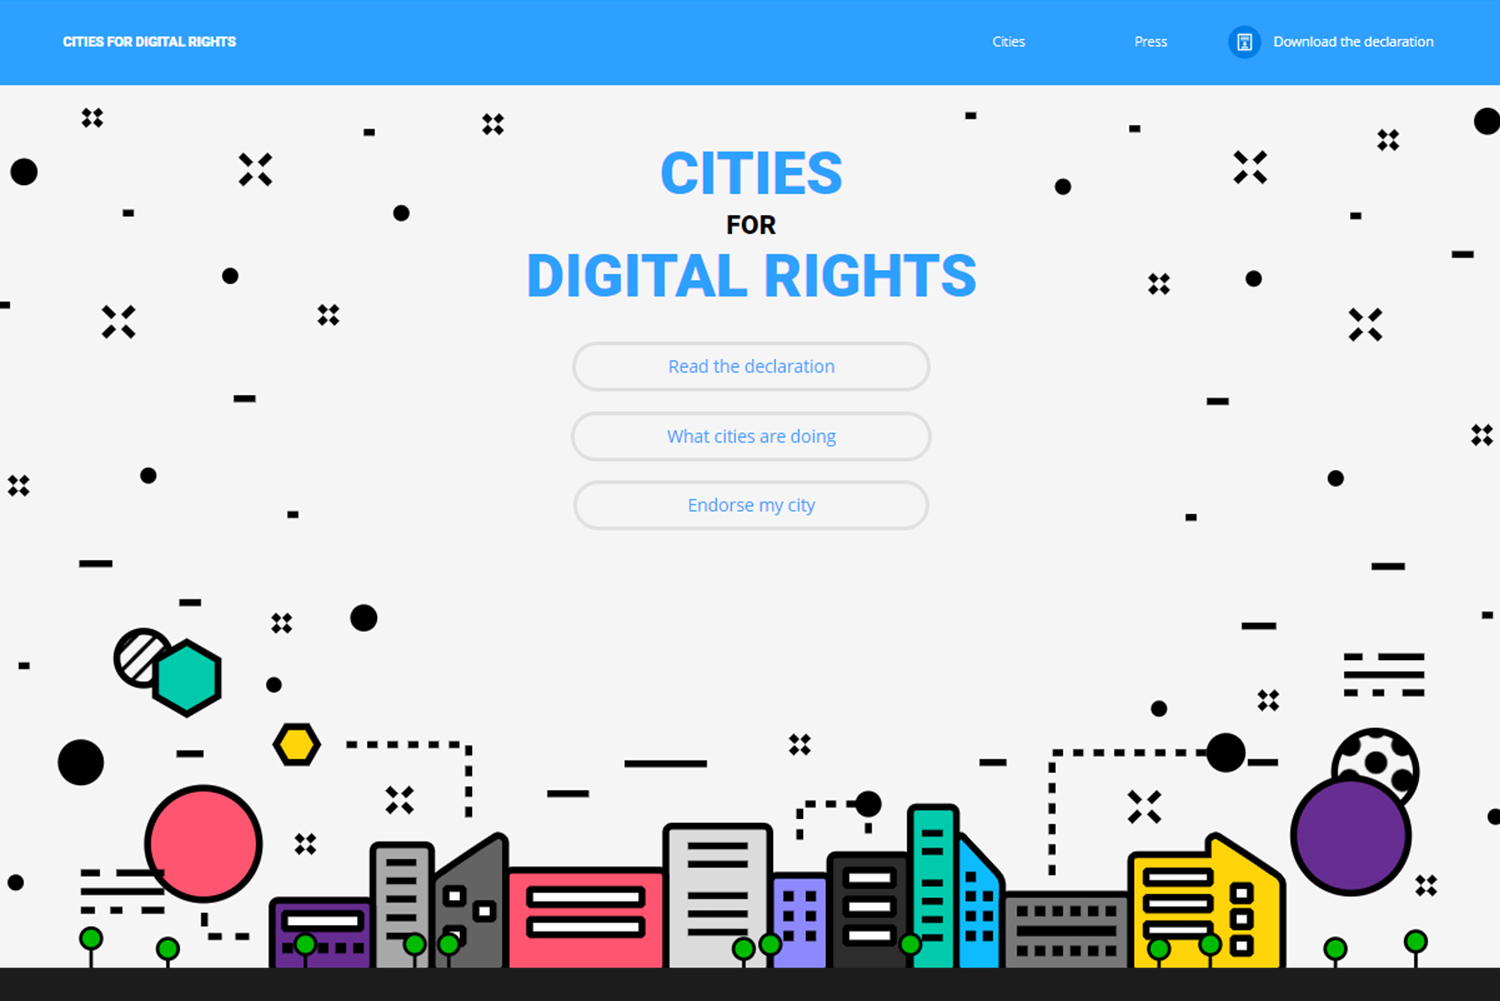 CITIES FOR DIGITAL RIGHTS
Cities
Press
Download the declaration
CITIES
FOR
DIGITAL RIGHTS
Read the declaration
What cities are doing
Endorse my city